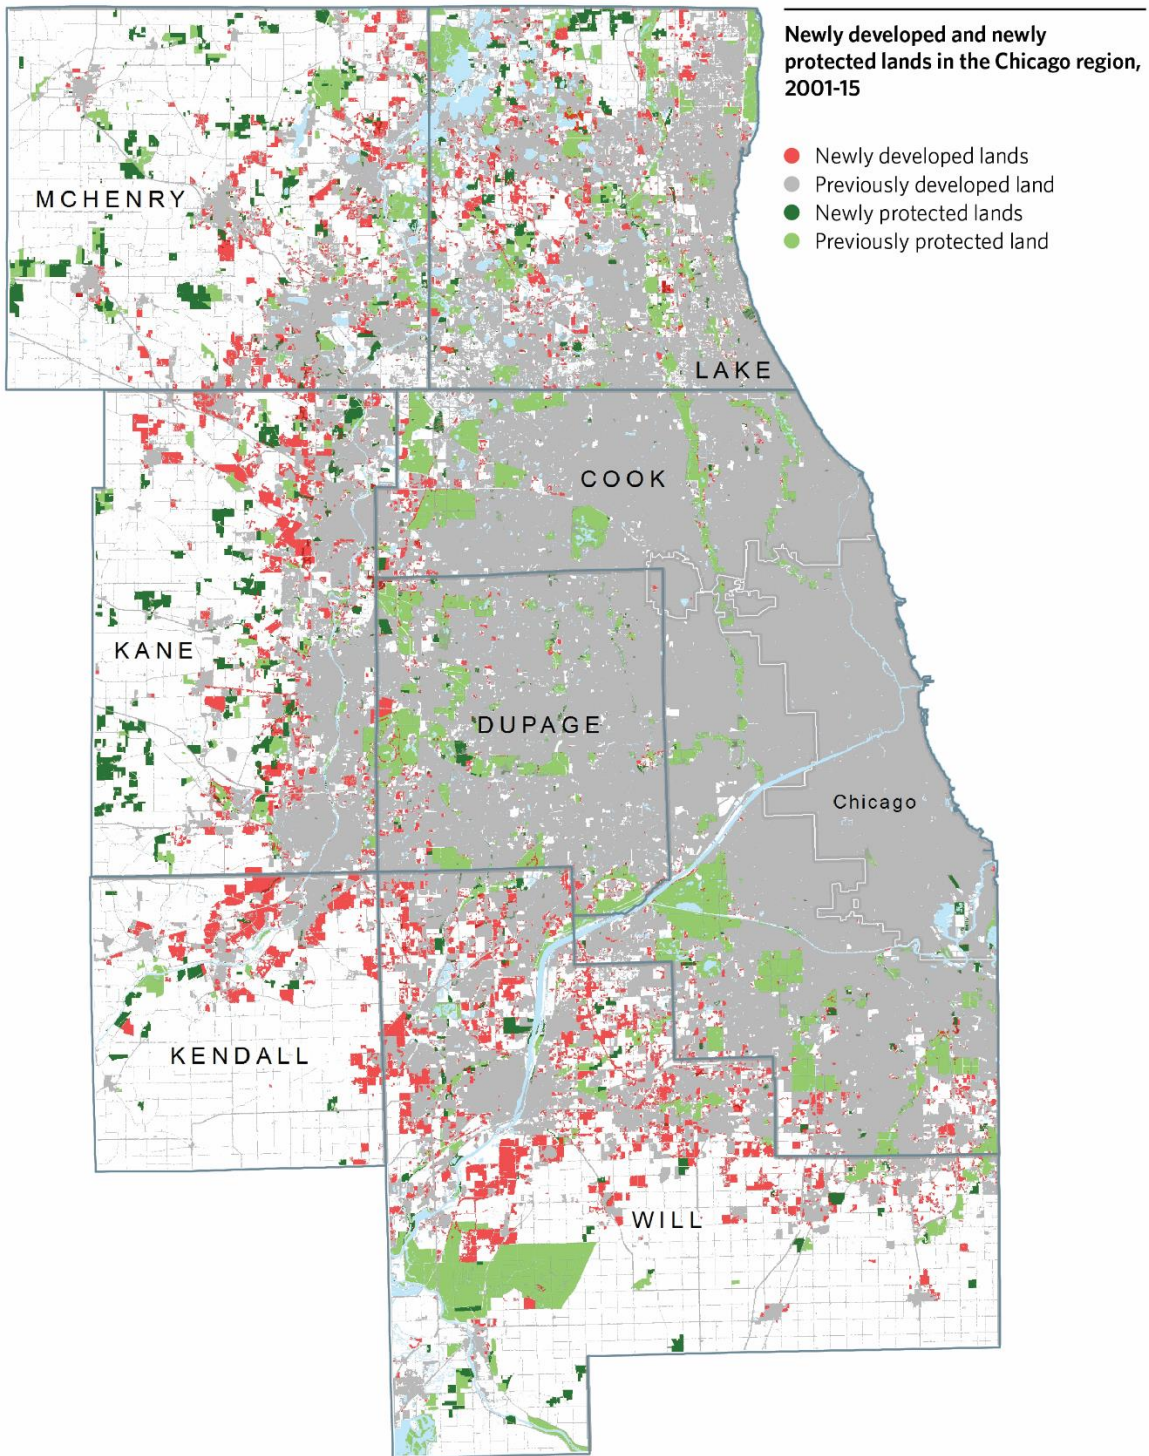 Newly developed and newly
protected lands in the Chicago region,
2001-15
Newly developed lands
Previously developed land
Newly protected lands
Previously protected land
MCHENRY
LAKE
COOK
KANE
DUPAGE
Chicago
KENDALL
WILL